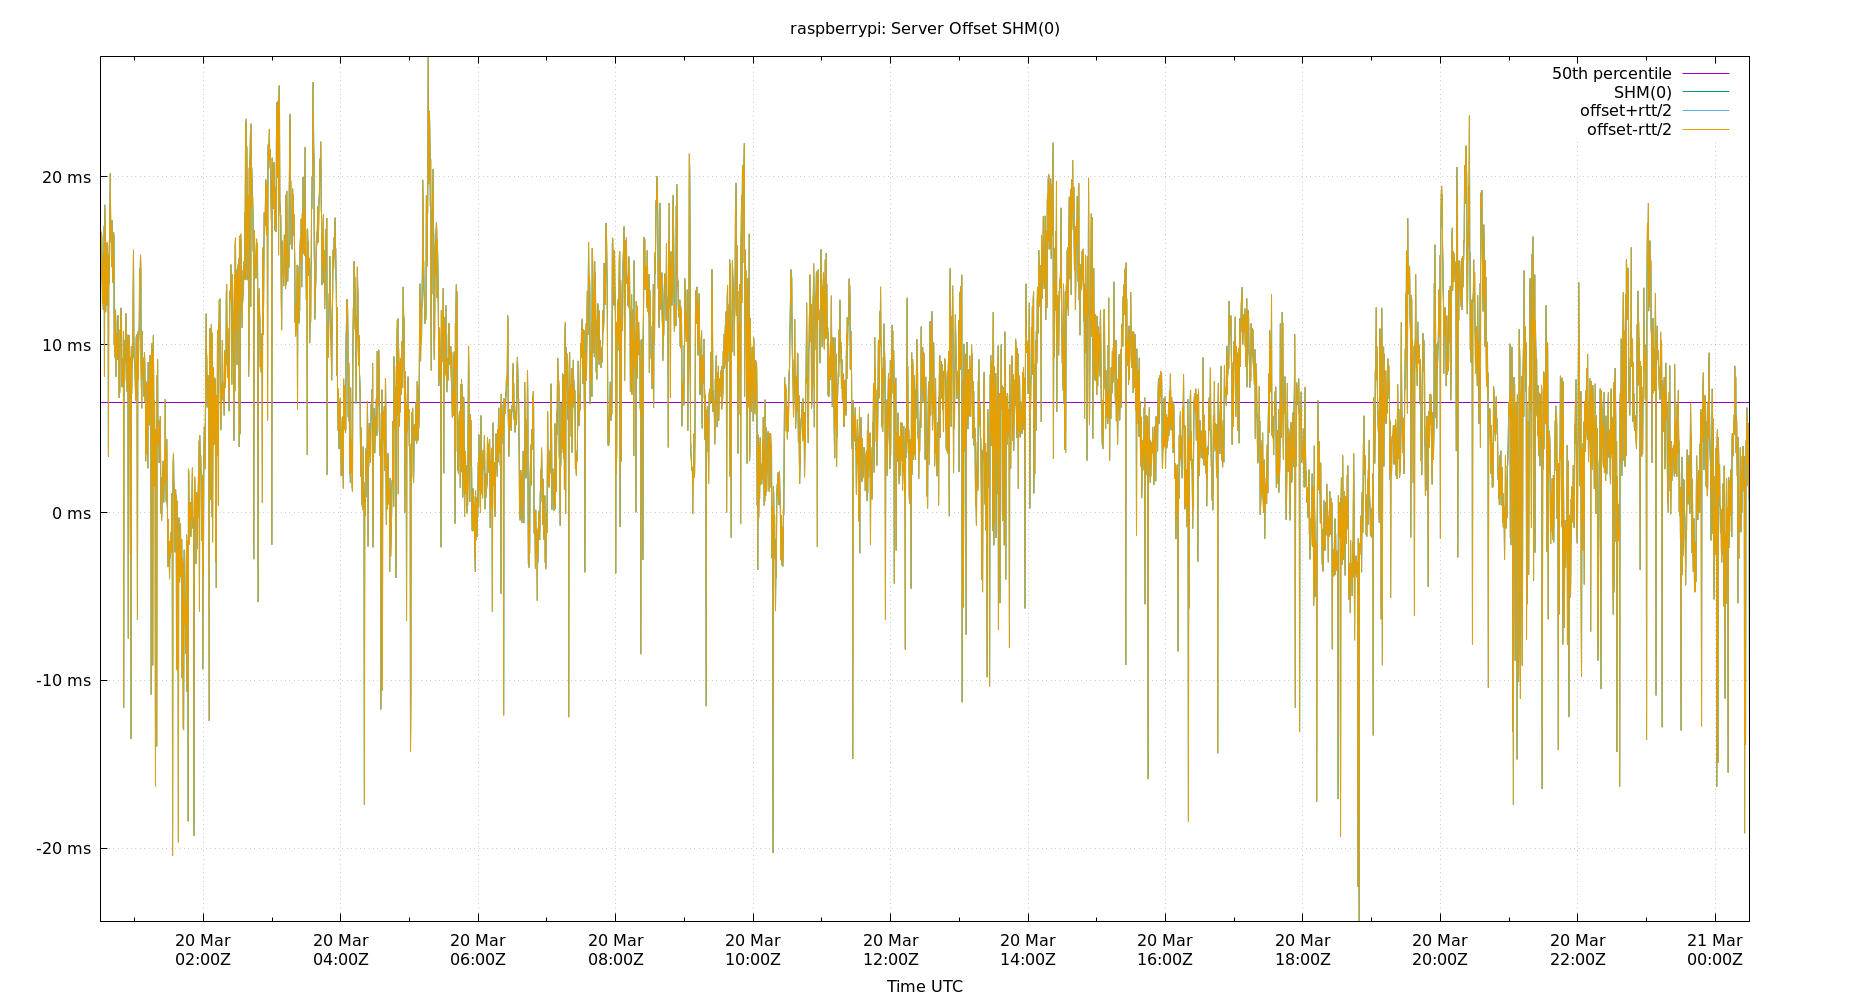 raspberrypi: Server Offset SHM(0)
50th percentile
SHM(0)
offset+rtt/2
offset-rtt/2
20 ms
10 ms
0 ms
-10 ms
-20 ms
20 Mar 20 Mar 20 Mar 20 Mar 20 Mar 20 Mar 20 Mar 20 Mar 20 Mar 20 Mar 20 Mar 21 Mar
02:00Z 04:00Z 06:00Z 08:00Z 10:00Z 12:00Z 14:00Z 16:00Z 18:00Z 20:00Z 22:00Z 00:00Z
Time UTC